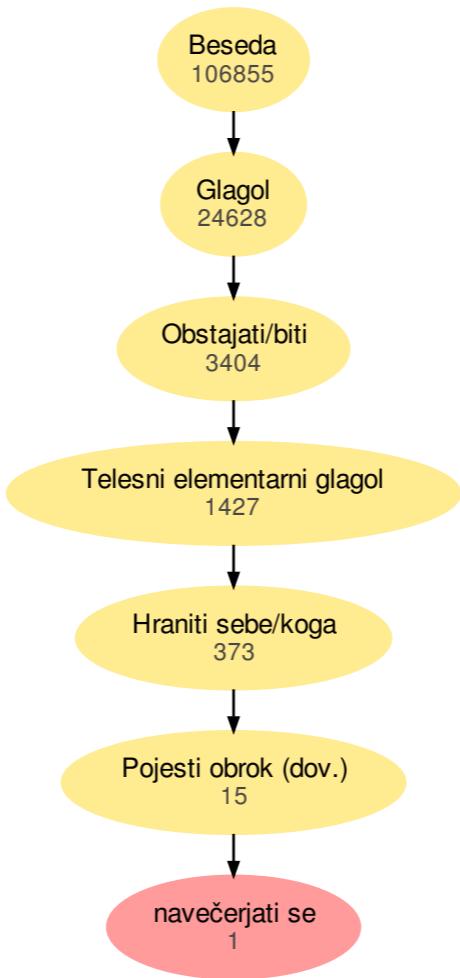 Beseda
106855
Glagol
24628
Obstajati/biti
3404
Telesni elementarni glagol
1427
Hraniti sebe/koga
373
Pojesti obrok (dov.)
15
navečerjati se
1